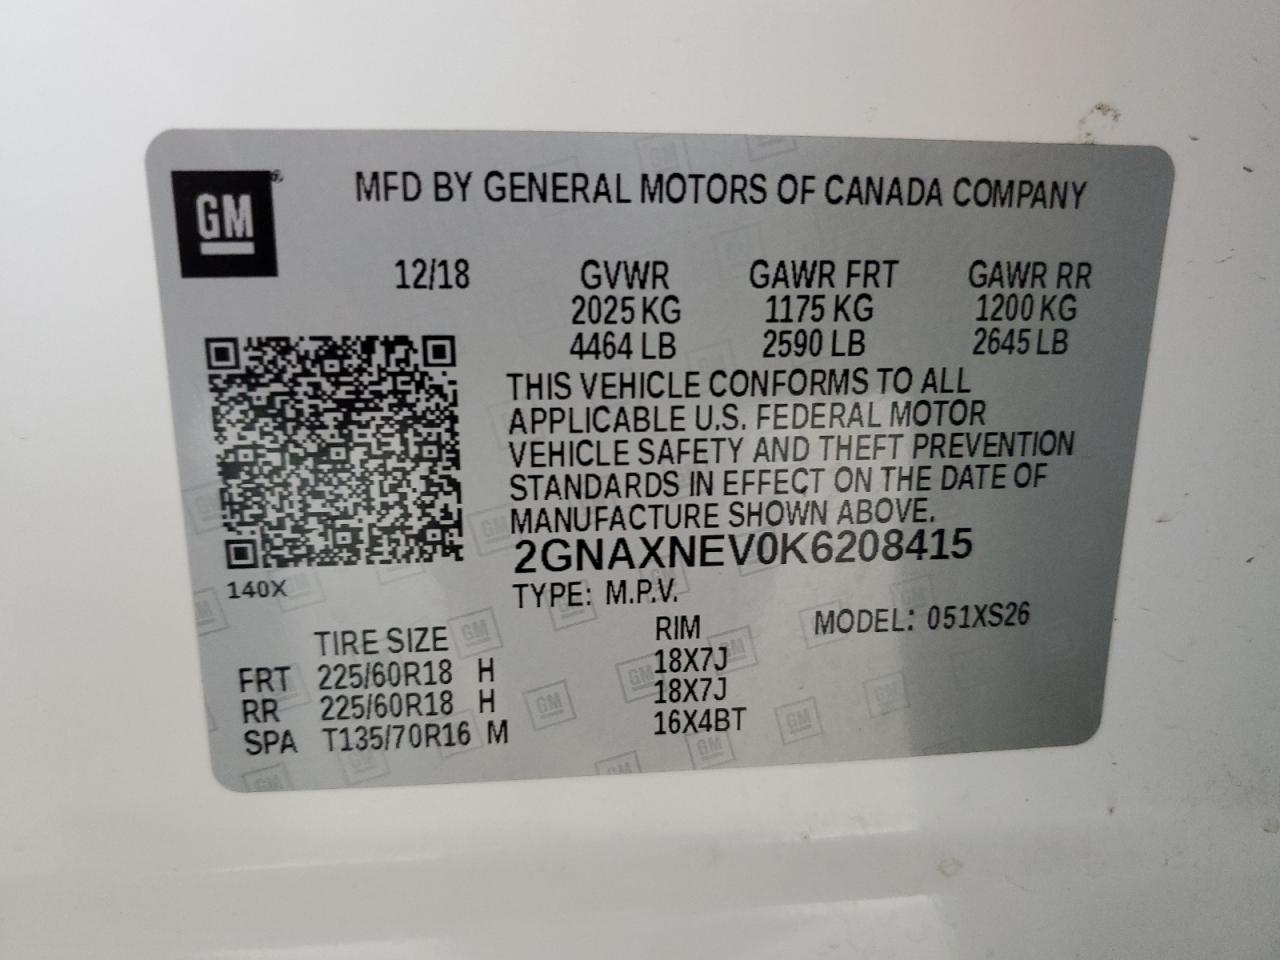 GM
MFD BY GENERAL MOTORS OF CANADA COMPANY
12/18 GVWR GAWR FRT GAWR RR
2025 KG 1175 KG 1200 KG
4464 LB 2590 LB 2645 LB
THIS VEHICLE CONFORMS TO ALL
APPLICABLE U.S. FEDERAL MOTOR
VEHICLE SAFETY AND THEFT PREVENTION
STANDARDS IN EFFECT ON THE DATE OF
MANUFACTURE SHOWN ABOVE.
2GNAXNEV0K6208415
140X
TYPE: M.P.V.
TIRE SIZE RIM MODEL: 051XS26
FRT 225/60R18 H 18X7J
RR 225/60R18 H 18X7J
SPA T135/70R16 M 16X4BT